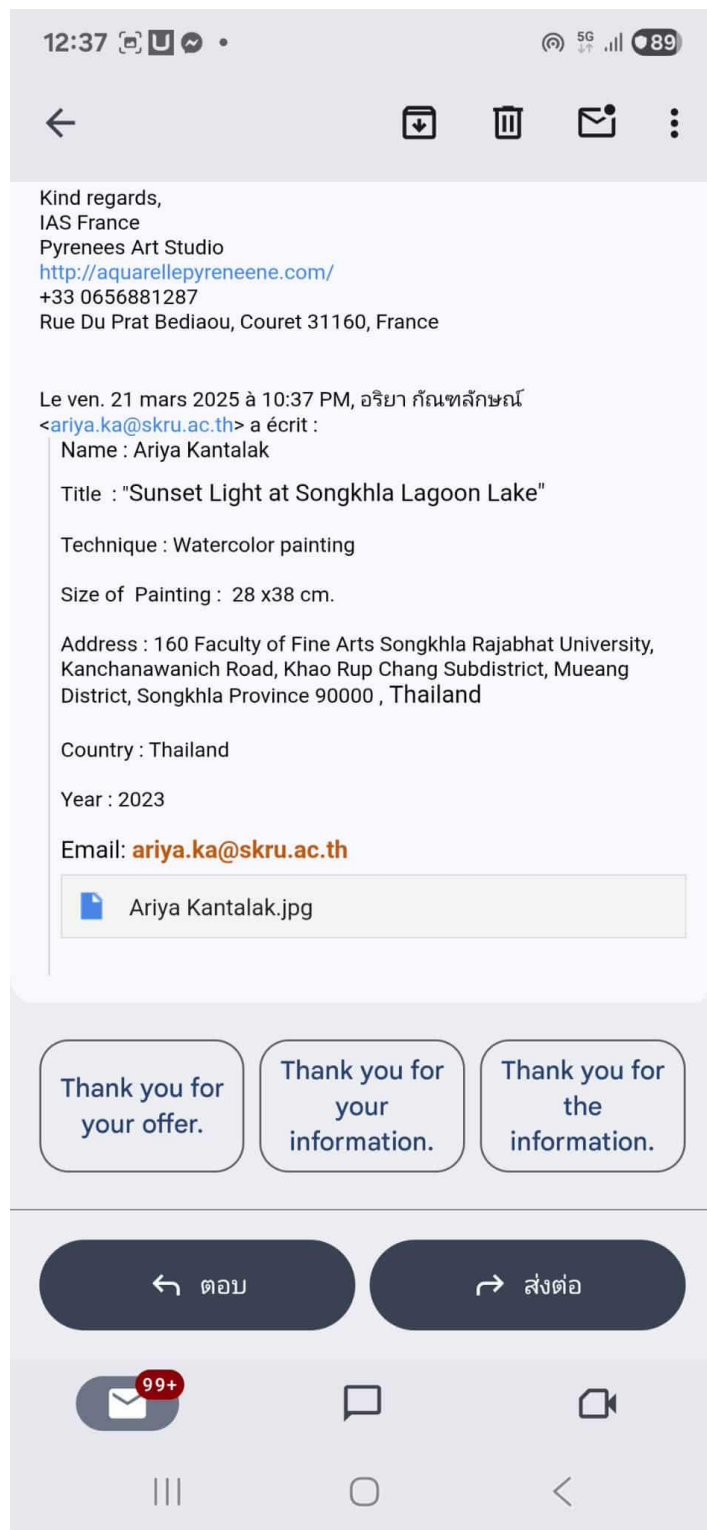 12:37
5G
89
Kind regards,
IAS France
Pyrenees Art Studio
http://aquarellepyreneene.com/
+33 0656881287
Rue Du Prat Bediaou, Couret 31160, France
Le ven. 21 mars 2025 à 10:37 PM, อริยา กัณฑลักษณ์
<ariya.ka@skru.ac.th> a écrit :
Name : Ariya Kantalak
Title : "Sunset Light at Songkhla Lagoon Lake"
Technique : Watercolor painting
Size of Painting : 28 x38 cm.
Address : 160 Faculty of Fine Arts Songkhla Rajabhat University,
Kanchanawanich Road, Khao Rup Chang Subdistrict, Mueang
District, Songkhla Province 90000 , Thailand
Country : Thailand
Year : 2023
Email: ariya.ka@skru.ac.th
Ariya Kantalak.jpg
Thank you for
your offer.
Thank you for
your
information.
Thank you for
the
information.
ตอบ
ส่งต่อ
99+